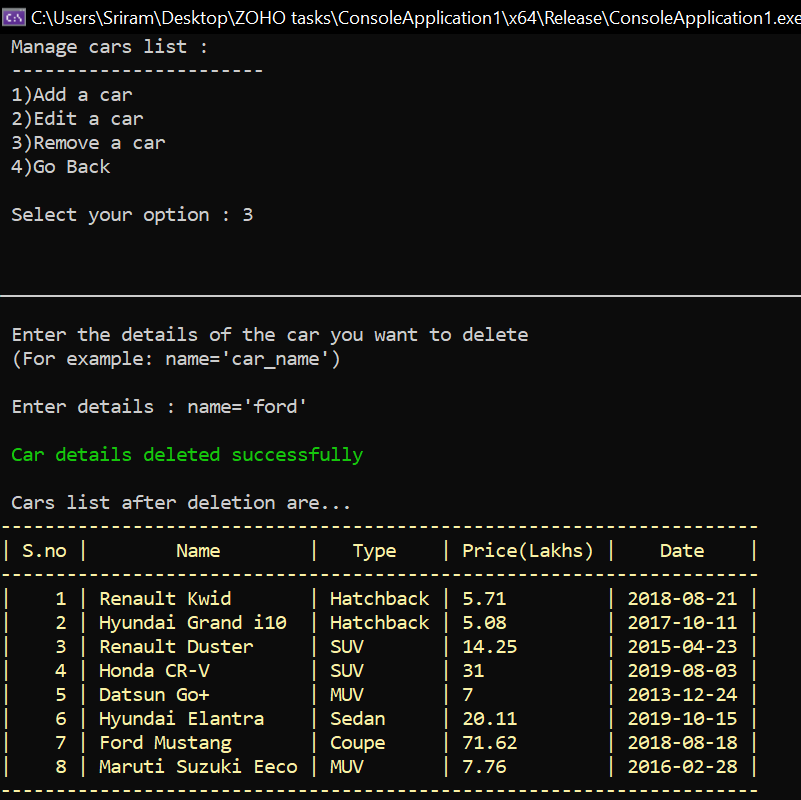 C:\Users\Sriram\Desktop\ZOHO tasks\ConsoleApplication1\x64\Release\ConsoleApplication1.exe
Manage cars list :
-----------------------
1)Add a car
2)Edit a car
3)Remove a car
4)Go Back
Select your option : 3
Enter the details of the car you want to delete
(For example: name='car_name')
Enter details : name='ford'
Car details deleted successfully
Cars list after deletion are...
---------------------------------------------------------------------
| S.no |        Name        |   Type    | Price(Lakhs) |    Date    |
---------------------------------------------------------------------
|    1 | Renault Kwid       | Hatchback | 5.71         | 2018-08-21 |
|    2 | Hyundai Grand i10  | Hatchback | 5.08         | 2017-10-11 |
|    3 | Renault Duster     | SUV       | 14.25        | 2015-04-23 |
|    4 | Honda CR-V         | SUV       | 31           | 2019-08-03 |
|    5 | Datsun Go+         | MUV       | 7            | 2013-12-24 |
|    6 | Hyundai Elantra    | Sedan     | 20.11        | 2019-10-15 |
|    7 | Ford Mustang       | Coupe     | 71.62        | 2018-08-18 |
|    8 | Maruti Suzuki Eeco | MUV       | 7.76         | 2016-02-28 |
---------------------------------------------------------------------